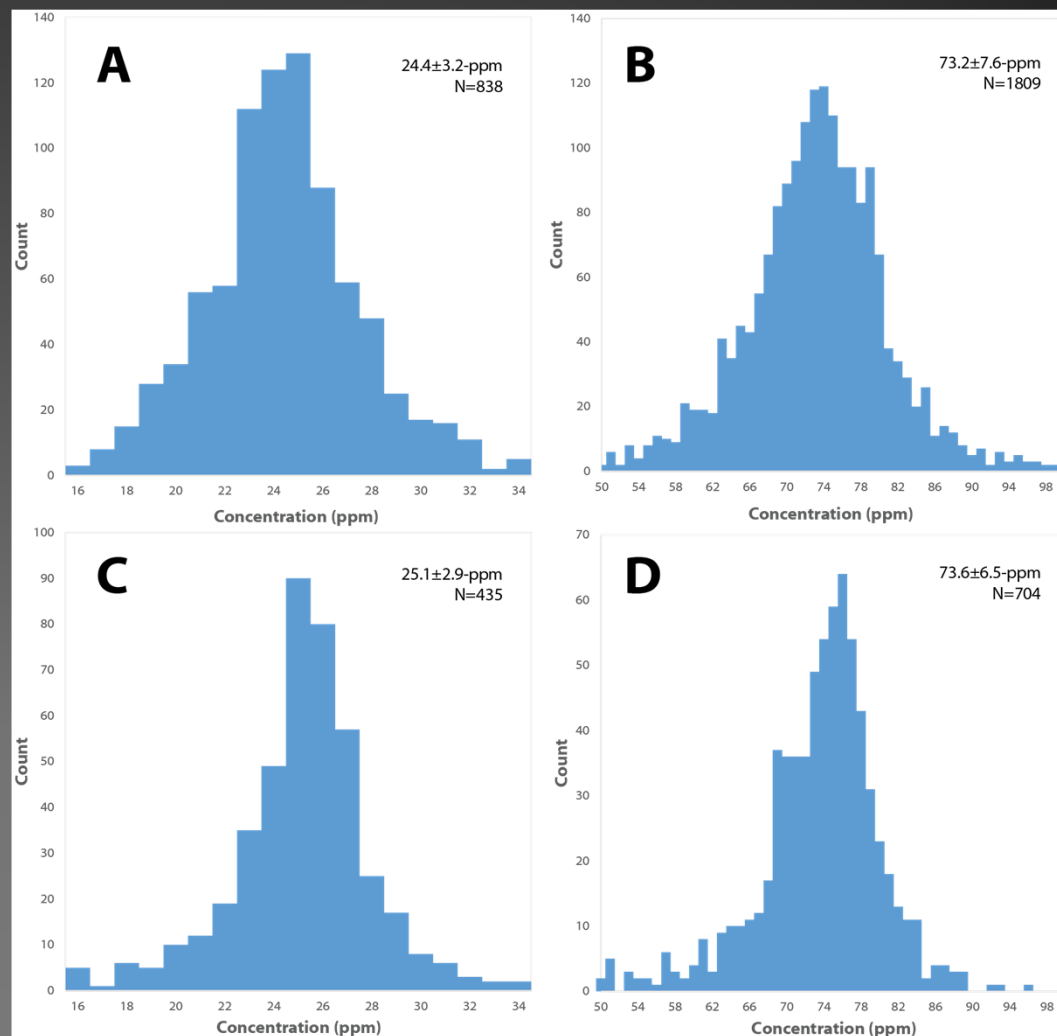 A
24.4±3.2-ppm
N=838
140
120
100
80
60
40
20
0
Count
16 18 20 22 24 26 28 30 32 34
Concentration (ppm)
B
73.2±7.6-ppm
N=1809
140
120
100
80
60
40
20
0
Count
50 54 58 62 66 70 74 78 82 86 90 94 98
Concentration (ppm)
C
25.1±2.9-ppm
N=435
100
90
80
70
60
50
40
30
20
10
0
Count
16 18 20 22 24 26 28 30 32 34
Concentration (ppm)
D
73.6±6.5-ppm
N=704
70
60
50
40
30
20
10
0
Count
50 54 58 62 66 70 74 78 82 86 90 94 98
Concentration (ppm)